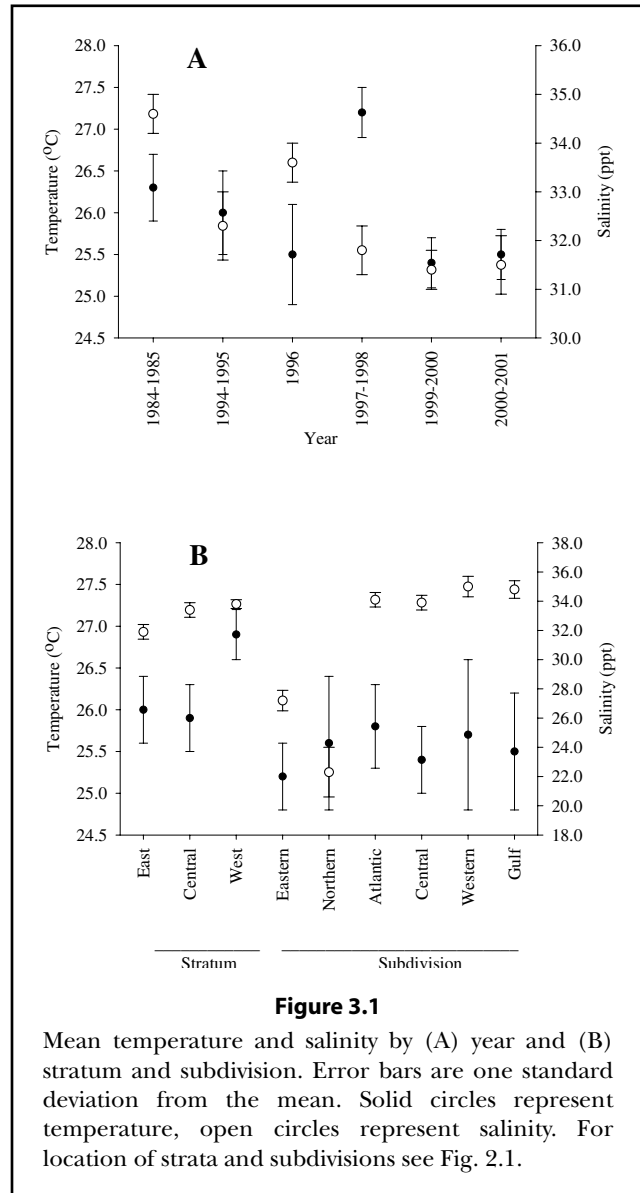 A
28.0
27.5
27.0
26.5
26.0
25.5
25.0
24.5
Temperature (°C)
36.0
35.0
34.0
33.0
32.0
31.0
30.0
Salinity (ppt)
1984-1985
1994-1995
1996
1997-1998
1999-2000
2000-2001
Year
B
28.0
27.5
27.0
26.5
26.0
25.5
25.0
24.5
Temperature (°C)
38.0
36.0
34.0
32.0
30.0
28.0
26.0
24.0
22.0
20.0
18.0
Salinity (ppt)
East
Central
West
Eastern
Northern
Atlantic
Central
Western
Gulf
Stratum
Subdivision
Figure 3.1
Mean temperature and salinity by (A) year and (B)
stratum and subdivision. Error bars are one standard
deviation from the mean. Solid circles represent
temperature, open circles represent salinity. For
location of strata and subdivisions see Fig. 2.1.